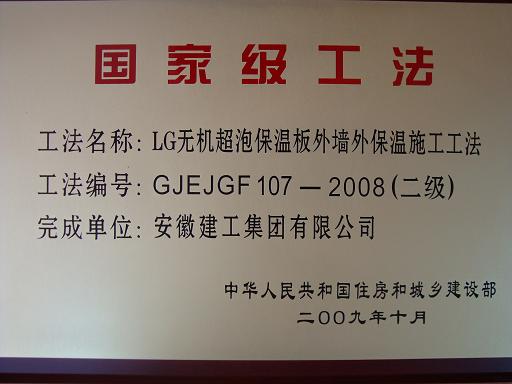 国家级工法
工法名称: LG无机超泡保温板外墙外保温施工工法
工法编号: GJEJGF 107 — 2008 (二级)
完成单位: 安徽建工集团有限公司
中华人民共和国住房和城乡建设部
二00九年十月